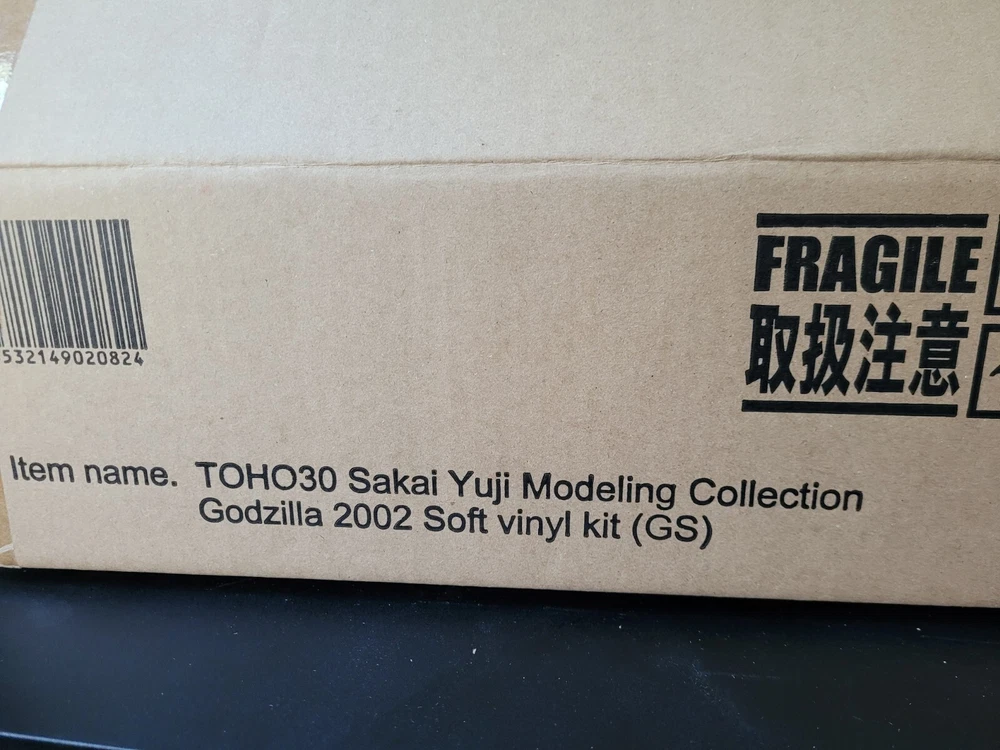 532149020824
FRAGILE
取扱注意
Item name. TOHO30 Sakai Yuji Modeling Collection
Godzilla 2002 Soft vinyl kit (GS)